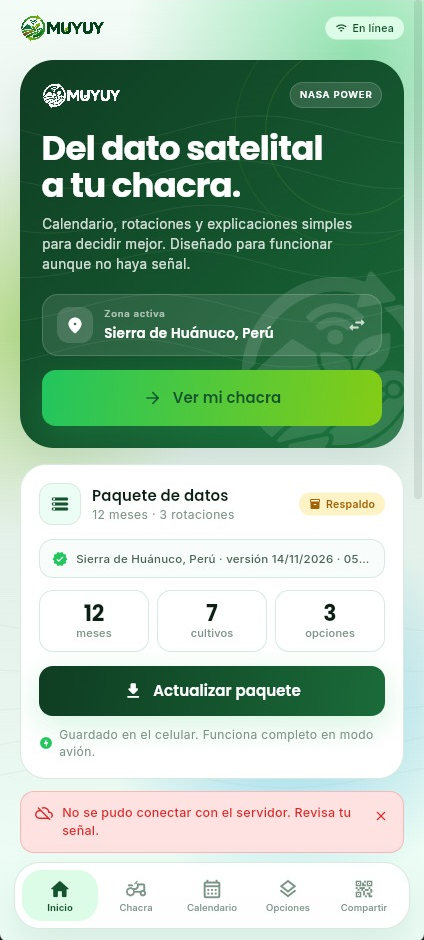 MUYUY
En línea
MUYUY
NASA POWER
Del dato satelital
a tu chacra.
Calendario, rotaciones y explicaciones simples
para decidir mejor. Diseñado para funcionar
aunque no haya señal.
Zona activa
Sierra de Huánuco, Perú
Ver mi chacra
Paquete de datos
12 meses · 3 rotaciones
Respaldo
Sierra de Huánuco, Perú · versión 14/11/2026 · 05...
12
meses
7
cultivos
3
opciones
Actualizar paquete
Guardado en el celular. Funciona completo en modo
avión.
No se pudo conectar con el servidor. Revisa tu
señal.
Inicio
Chacra
Calendario
Opciones
Compartir